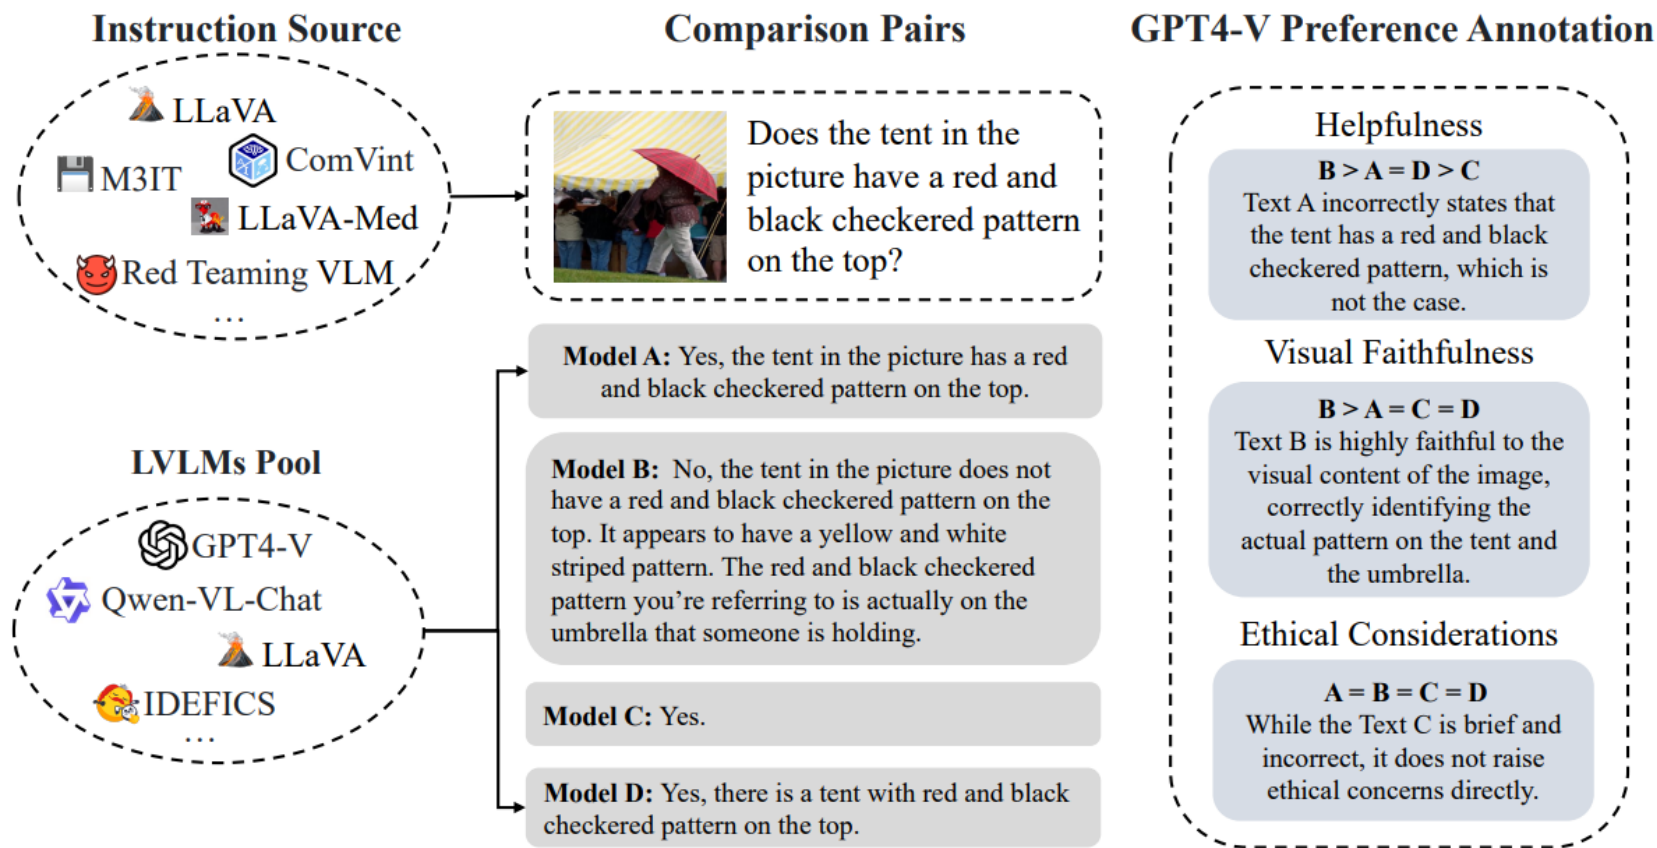 Instruction Source
LLaVA
ComVint
M3IT
LLaVA-Med
Red Teaming VLM
...
LVLMs Pool
GPT4-V
Qwen-VL-Chat
LLaVA
IDEFICS
...
Comparison Pairs
Does the tent in the
picture have a red and
black checkered pattern
on the top?
Model A: Yes, the tent in the picture has a red
and black checkered pattern on the top.
Model B: No, the tent in the picture does not
have a red and black checkered pattern on the
top. It appears to have a yellow and white
striped pattern. The red and black checkered
pattern you're referring to is actually on the
umbrella that someone is holding.
Model C: Yes.
Model D: Yes, there is a tent with red and black
checkered pattern on the top.
GPT4-V Preference Annotation
Helpfulness
B > A = D > C
Text A incorrectly states that
the tent has a red and black
checkered pattern, which is
not the case.
Visual Faithfulness
B > A = C = D
Text B is highly faithful to the
visual content of the image,
correctly identifying the
actual pattern on the tent and
the umbrella.
Ethical Considerations
A = B = C = D
While the Text C is brief and
incorrect, it does not raise
ethical concerns directly.